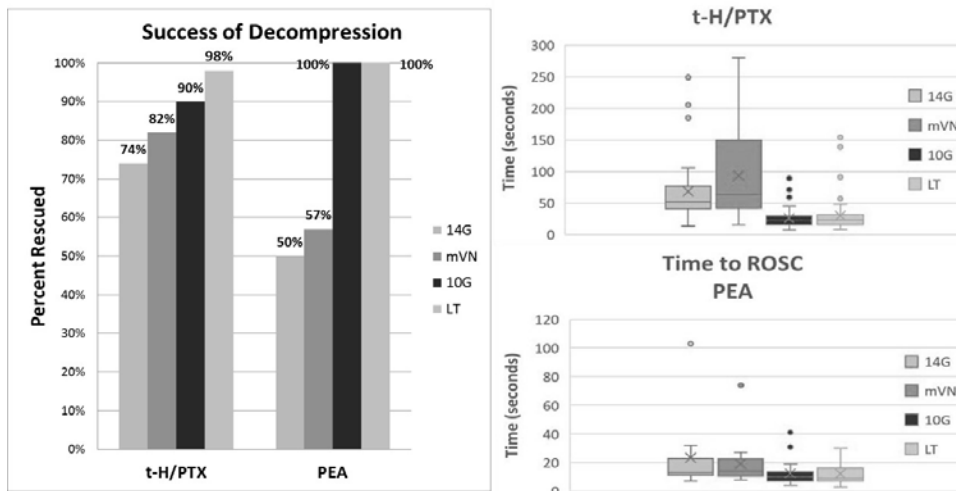 Success of Decompression
Percent Rescued
100%
90%
80%
70%
60%
50%
40%
30%
20%
10%
0%
74%
82%
90%
98%
50%
57%
100%
100%
t-H/PTX
PEA
14G
mVN
10G
LT
t-H/PTX
Time (seconds)
300
250
200
150
100
50
0
14G
mVN
10G
LT
Time to ROSC
PEA
Time (seconds)
120
100
80
60
40
20
0
14G
mVN
10G
LT